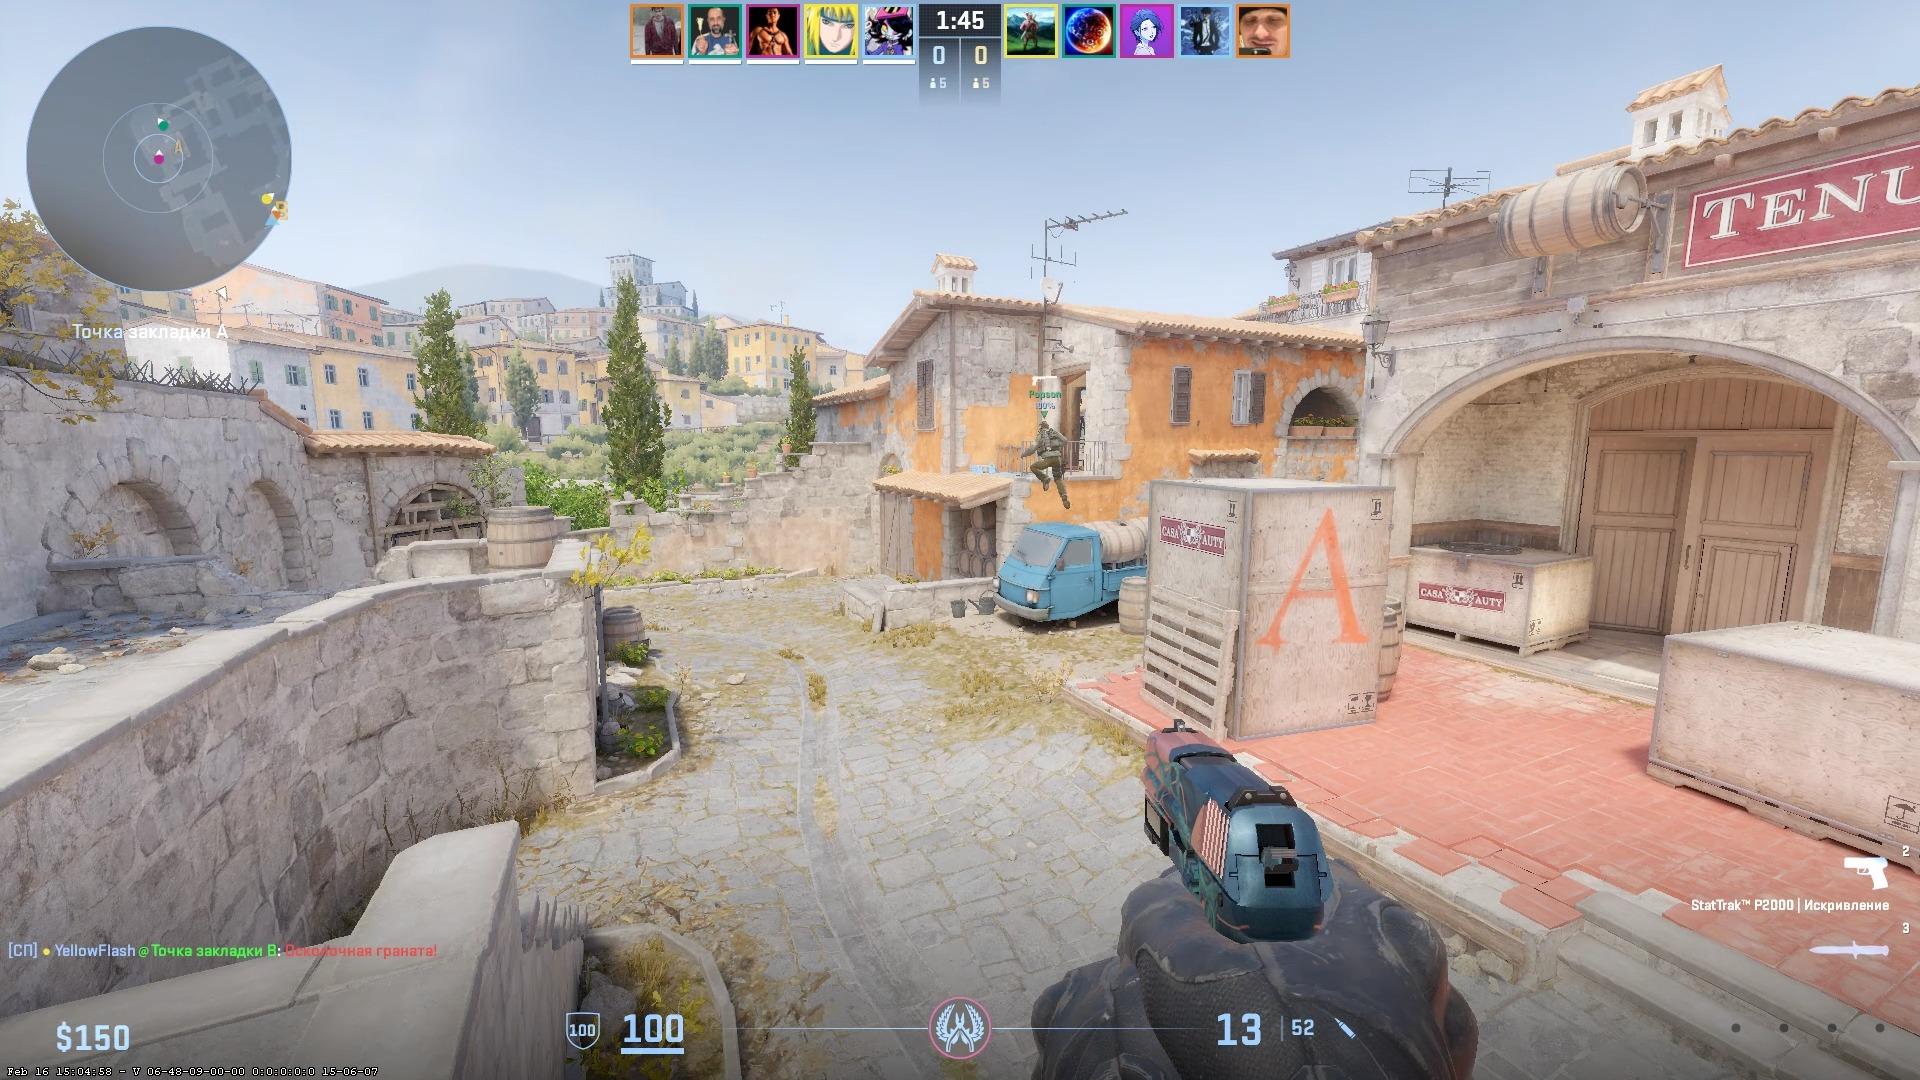 1:45
0 0
5 5
A
B
Точка закладки A
TENU
Popson
100%
CASA AUTY
A
CASA AUTY
2
StatTrak™ P2000 | Искривление
3
[СП] ● YellowFlash @ Точка закладки B: Осколочная граната!
$150
100 100
13 52
Feb 16 15:04:58 - V 06-48-09-00-00 0:0:0:0:0 15-06-07